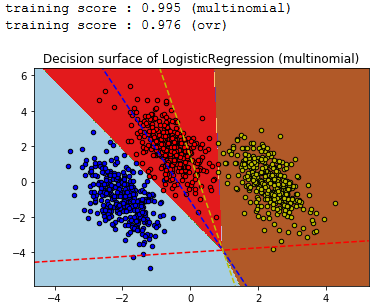 training score : 0.995 (multinomial)
training score : 0.976 (ovr)
Decision surface of LogisticRegression (multinomial)
6
4
2
0
−2
−4
−4 −2 0 2 4